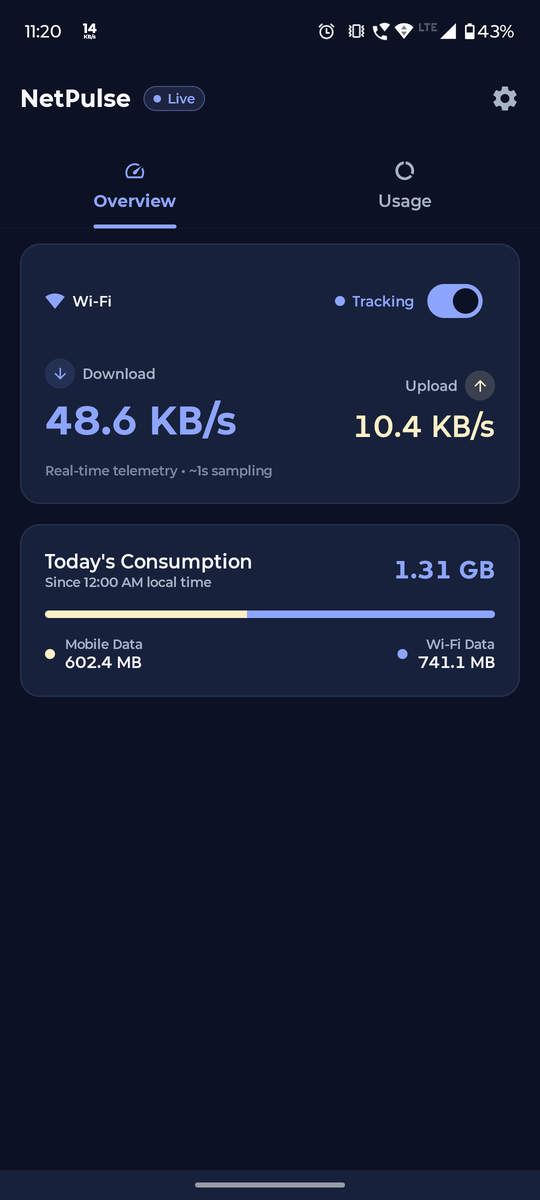 11:20
14
KB/s
LTE
43%
NetPulse
Live
Overview
Usage
Wi-Fi
Tracking
Download
48.6 KB/s
Upload
10.4 KB/s
Real-time telemetry • ~1s sampling
Today's Consumption
Since 12:00 AM local time
1.31 GB
Mobile Data
602.4 MB
Wi-Fi Data
741.1 MB